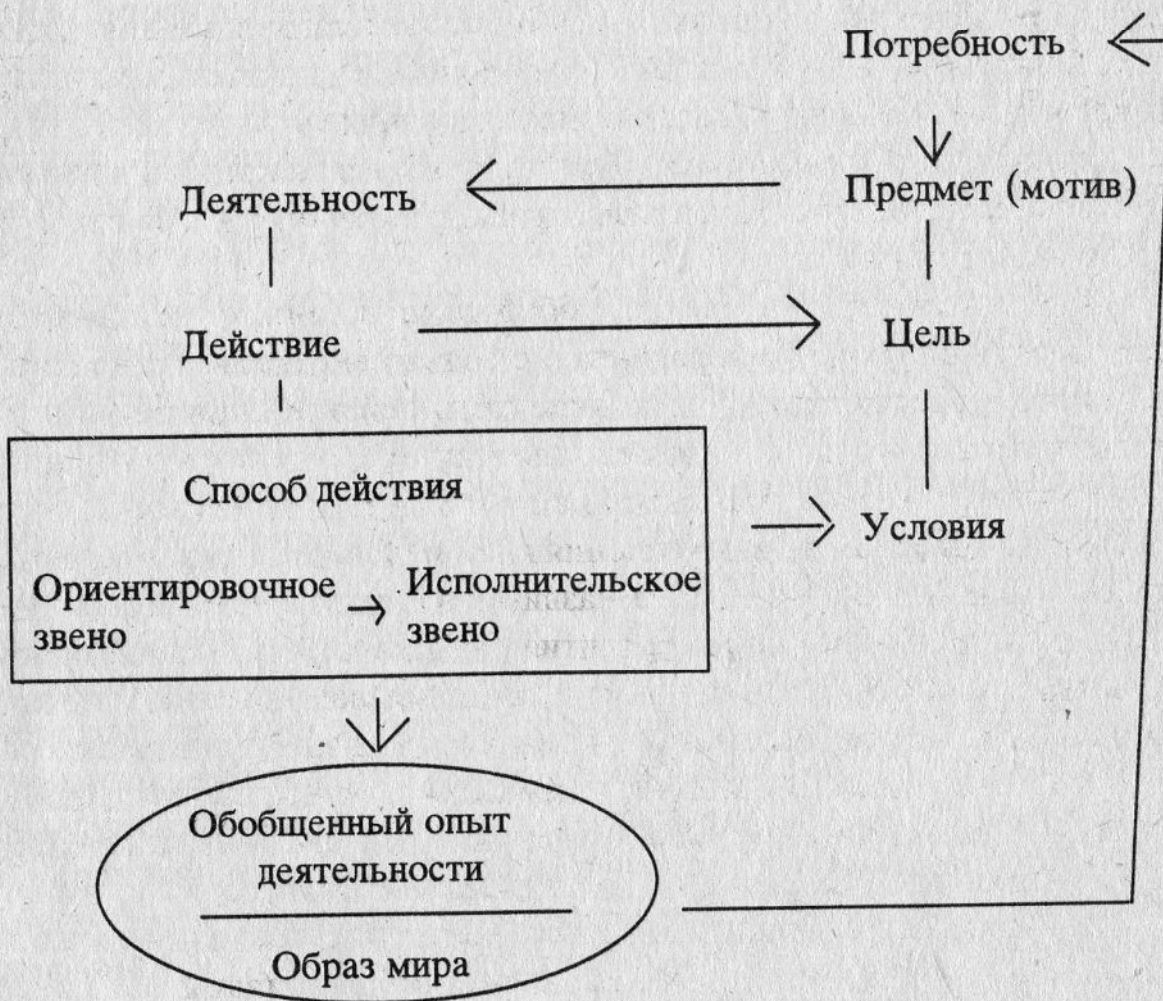 Потребность
Деятельность
Предмет (мотив)
Действие
Цель
Способ действия
Условия
Ориентировочное
звено
Исполнительское
звено
Обобщенный опыт
деятельности
Образ мира